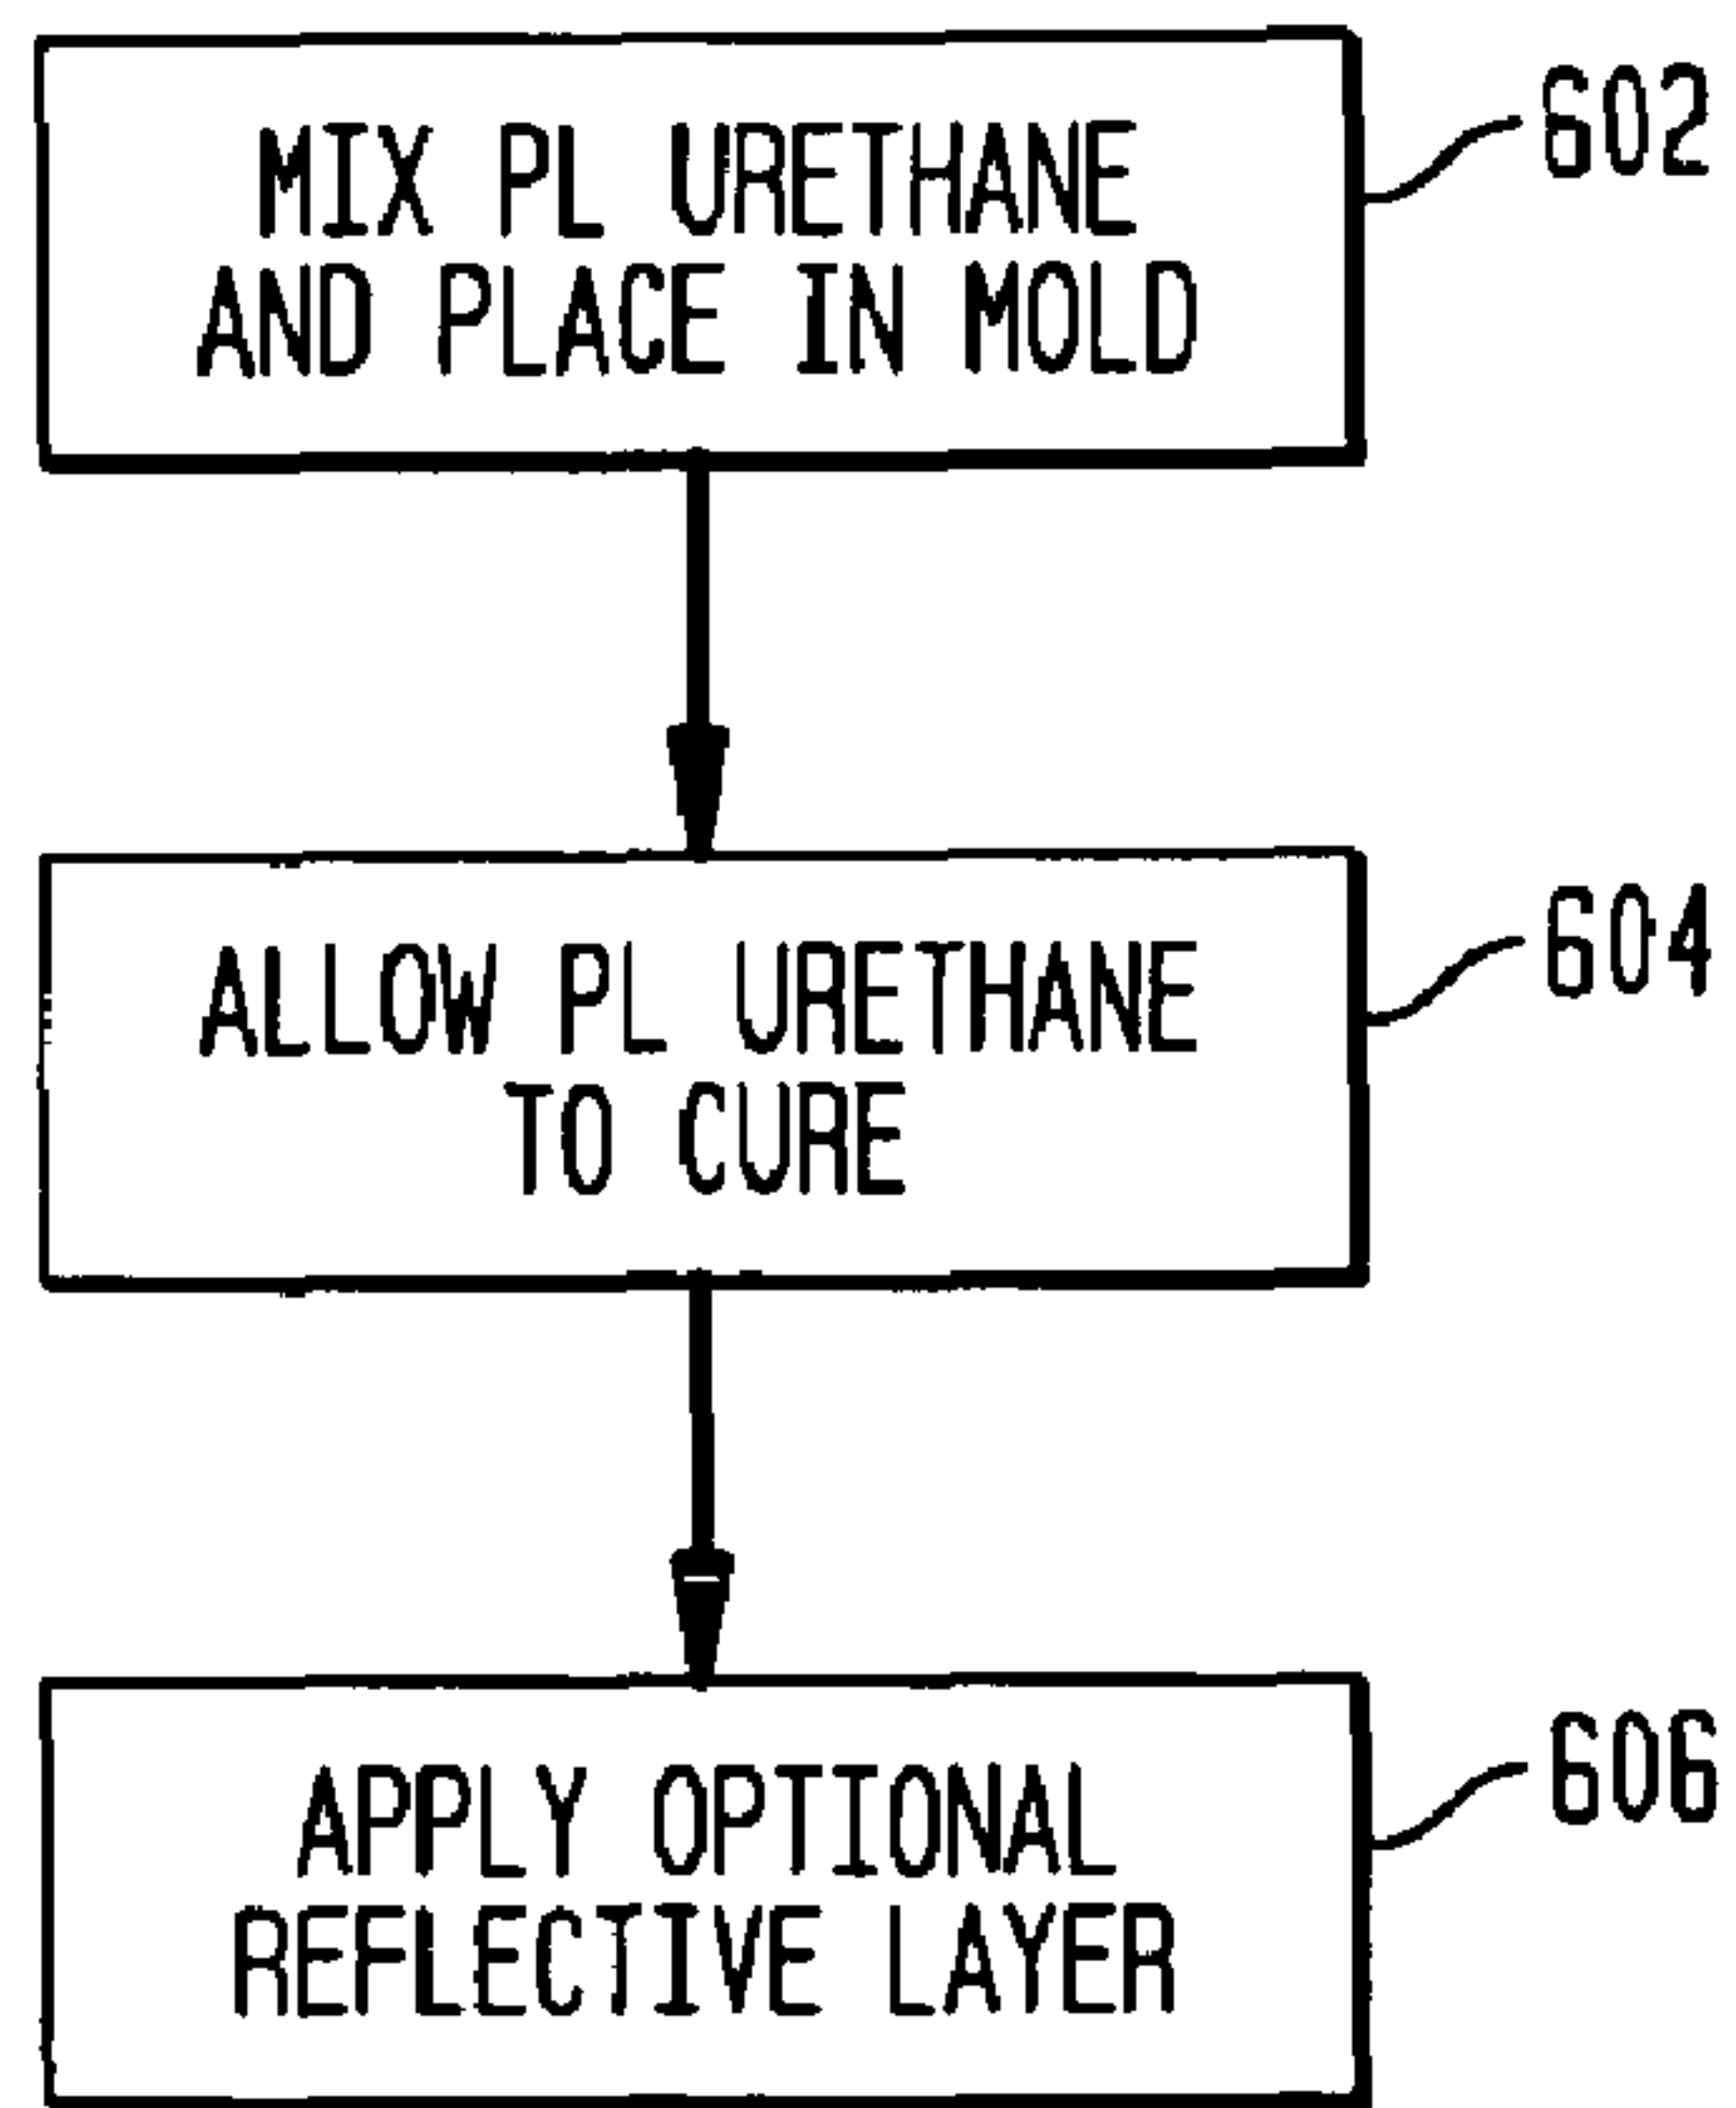 MIX PL URETHANE
AND PLACE IN MOLD
602
ALLOW PL URETHANE
TO CURE
604
APPLY OPTIONAL
REFLECTIVE LAYER
606